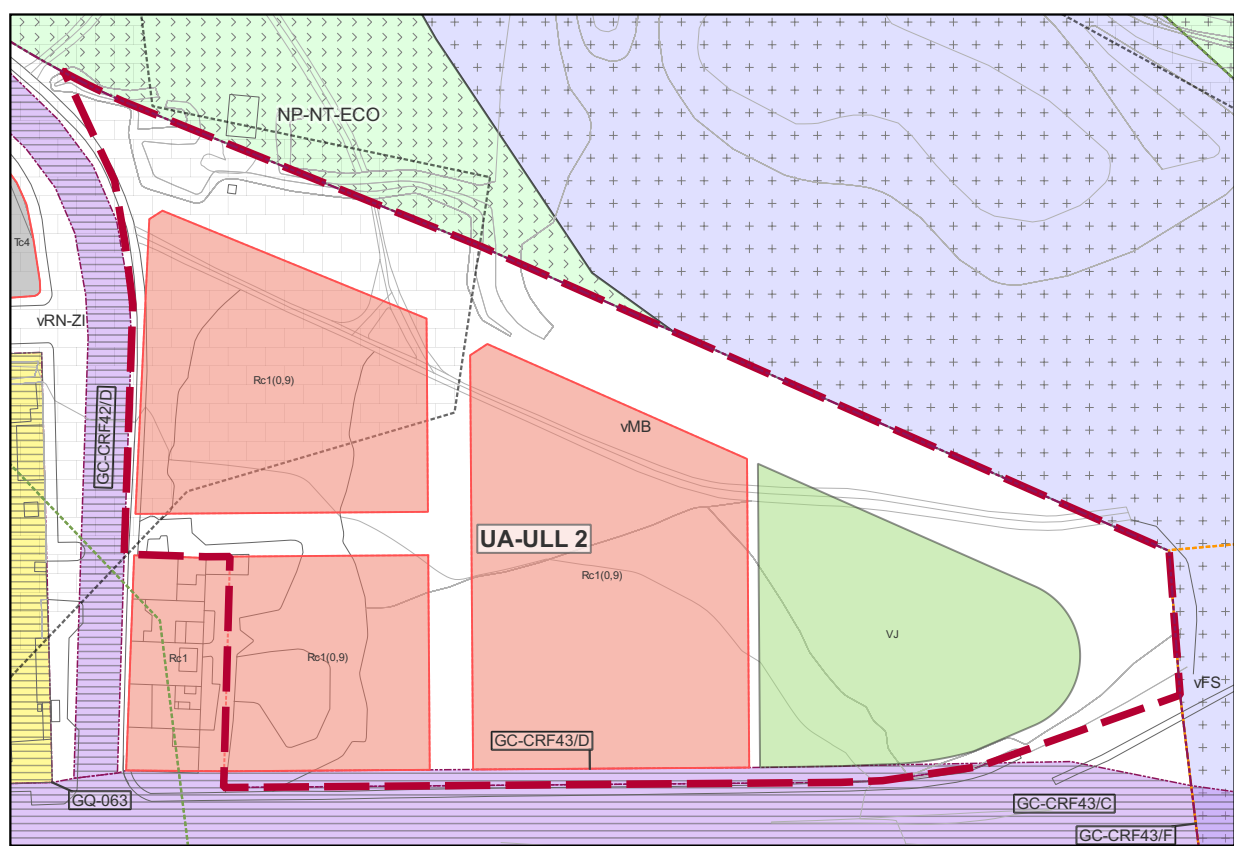 NP-NT-ECO
Tc4
vRN-ZI
Rc1(0,9)
GC-CRF42/D
vMB
UA-ULL 2
Rc1(0,9)
VJ
Rc1
Rc1(0,9)
vFS
GC-CRF43/D
GQ-063
GC-CRF43/C
GC-CRF43/F